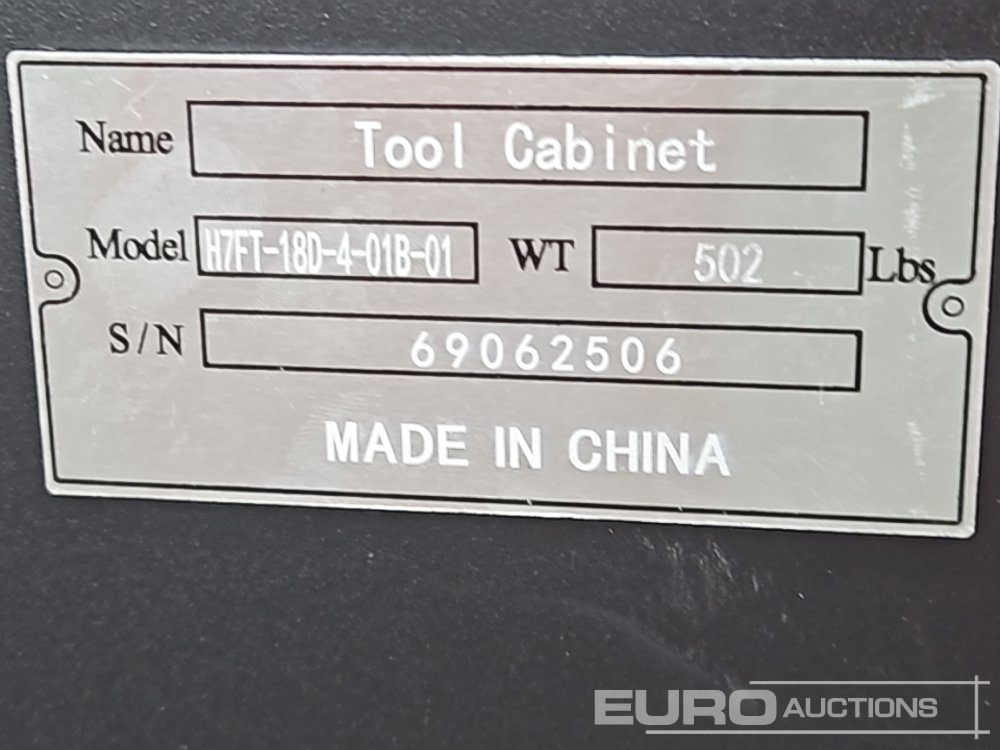 Name Tool Cabinet
Model H7FT-18D-4-01B-01 WT 502 Lbs
S/N 69062506
MADE IN CHINA
EURO AUCTIONS